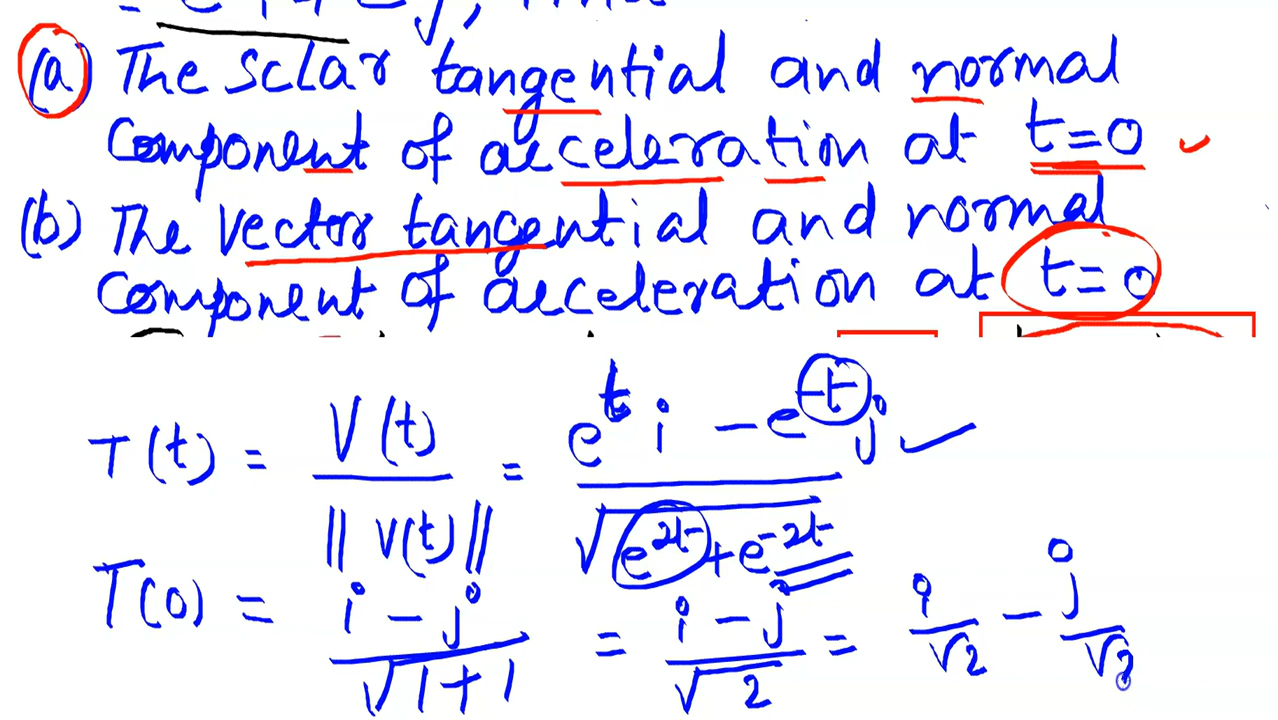 (a) The sclar tangential and normal
component of acceleration at t=0
(b) The vector tangential and normal
component of acceleration at t=0
T(t) = V(t) / ||V(t)|| = e^t i - e^-t j / √(e^2t + e^-2t)
T(0) = i - j / √(1+1) = i - j / √2 = i/√2 - j/√2